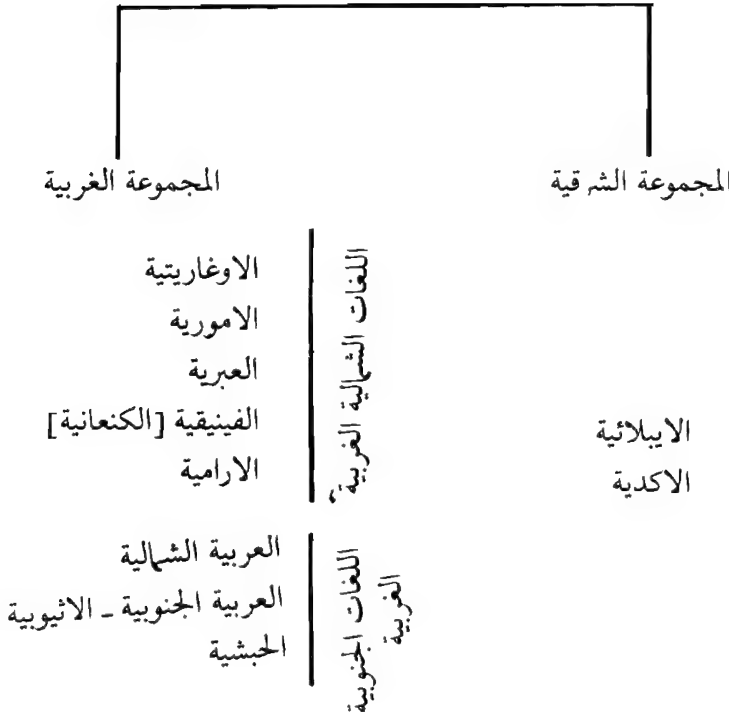 المجموعة الشرقية
المجموعة الغربية
الايبلائية
الاكدية
اللغات الشمالية الغربية
الاوغاريتية
الامورية
العبرية
الفينيقية [الكنعانية]
الارامية
اللغات الجنوبية
الغربية
العربية الشمالية
العربية الجنوبية - الاثيوبية
الحبشية